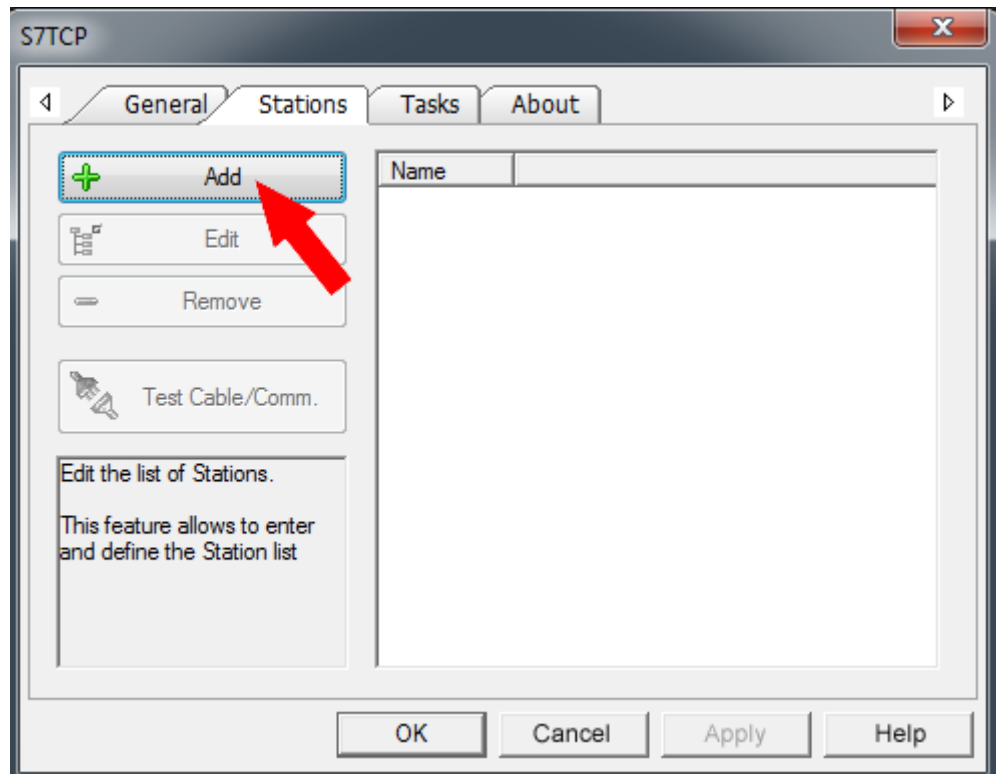 S7TCP
General Stations Tasks About
Add
Edit
Remove
Test Cable/Comm.
Name
Edit the list of Stations.
This feature allows to enter
and define the Station list
OK Cancel Apply Help